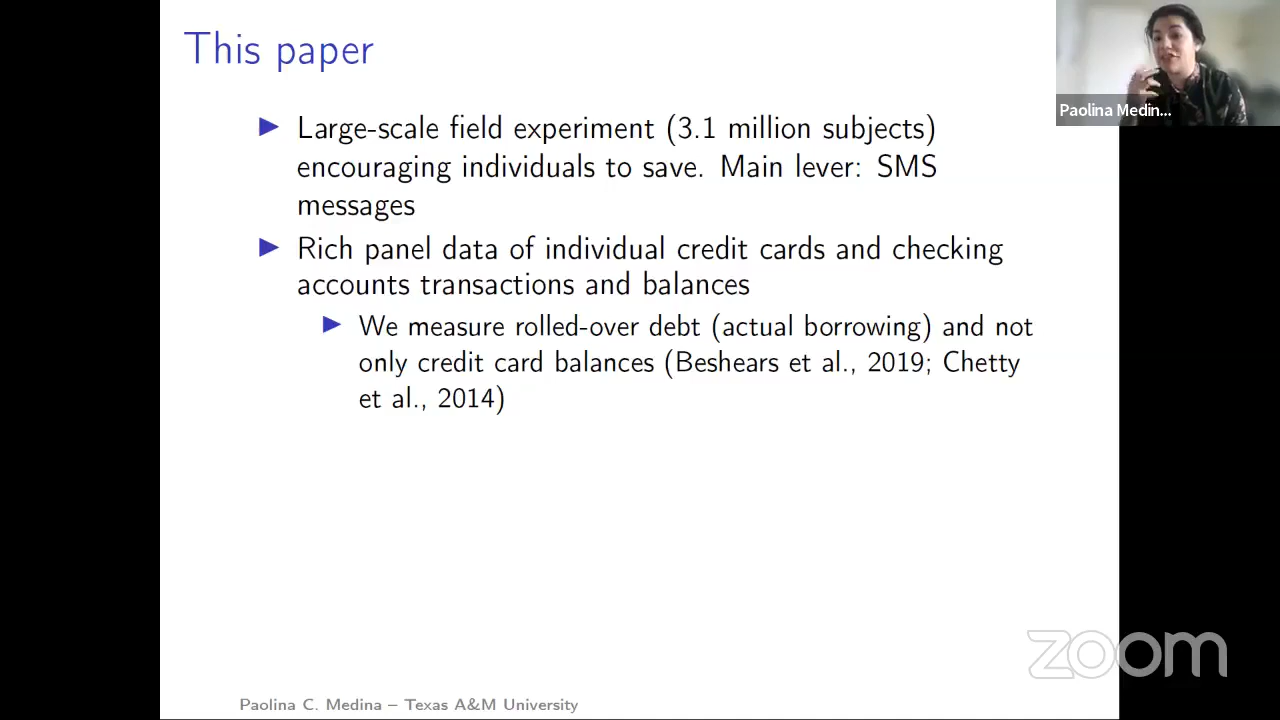 This paper
Paolina Medin...
▶ Large-scale field experiment (3.1 million subjects)
encouraging individuals to save. Main lever: SMS
messages
▶ Rich panel data of individual credit cards and checking
accounts transactions and balances
▶ We measure rolled-over debt (actual borrowing) and not
only credit card balances (Beshears et al., 2019; Chetty
et al., 2014)
zoom
Paolina C. Medina – Texas A&M University